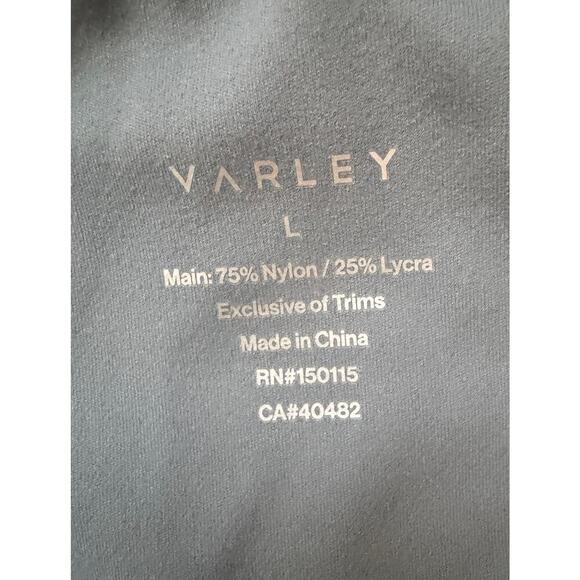 VARLEY
L
Main: 75% Nylon / 25% Lycra
Exclusive of Trims
Made in China
RN#150115
CA#40482